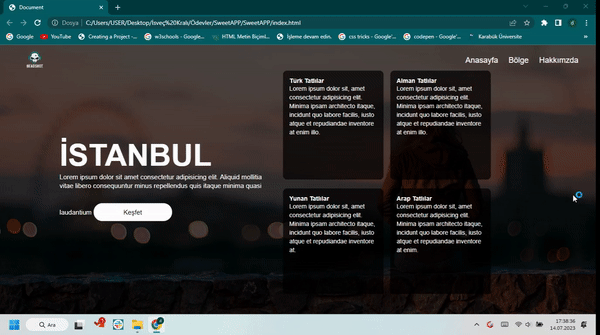 Document
Dosya
C:/Users/USER/Desktop/İsveç%20Kralı/Ödevler/SweetAPP/SweetAPP/index.html
Google
YouTube
Creating a Project -...
w3schools - Google...
HTML Metin Biçimi...
İşleme devam edin.
css tricks - Google'...
codepen - Google'...
Karabük Üniversite
Anasayfa
Bölge
Hakkımzda
İSTANBUL
Lorem ipsum dolor sit amet consectetur adipisicing elit. Aliquid mollitia
vitae libero consequuntur minus repellendus quis itaque minima quasi
laudantium
Keşfet
Türk Tatlılar
Lorem ipsum dolor sit, amet
consectetur adipisicing elit.
Minima ipsam architecto itaque,
incidunt quo labore facilis, iusto
atque et repudiandae inventore
at enim illo.
Alman Tatlılar
Lorem ipsum dolor sit, amet
consectetur adipisicing elit.
Minima ipsam architecto itaque,
incidunt quo labore facilis, iusto
atque et repudiandae inventore
at enim illo.
Yunan Tatlılar
Lorem ipsum dolor sit, amet
consectetur adipisicing elit.
Minima ipsam architecto itaque,
incidunt quo labore facilis, iusto
atque et repudiandae inventore
at.
Arap Tatlılar
Lorem ipsum dolor sit, amet
consectetur adipisicing elit.
Minima ipsam architecto itaque,
incidunt quo labore facilis, iusto
atque et repudiandae inventore
at enim.
Ara
17:38:36
14.07.2023